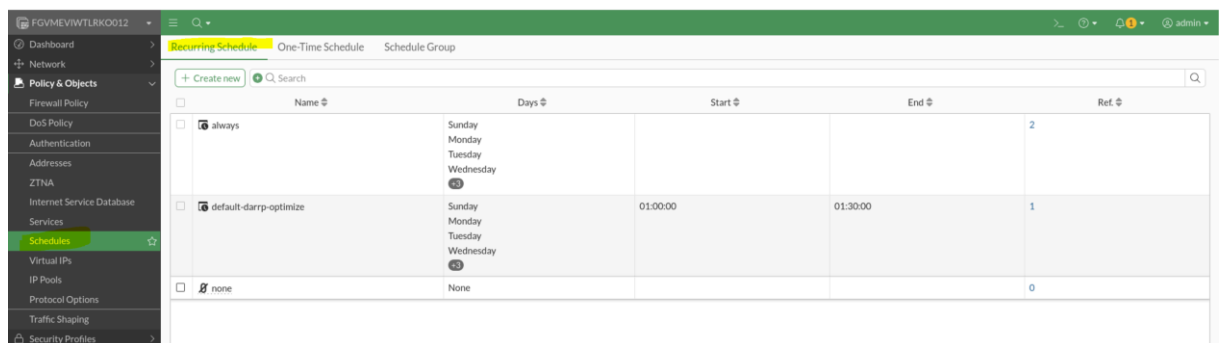 FGVMEVIWTLRKO012
1
admin
Dashboard
Network
Policy & Objects
Firewall Policy
DoS Policy
Authentication
Addresses
ZTNA
Internet Service Database
Services
Schedules
Virtual IPs
IP Pools
Protocol Options
Traffic Shaping
Security Profiles
Recurring Schedule One-Time Schedule Schedule Group
+ Create new Search
Name Days Start End Ref.
always Sunday 2
Monday
Tuesday
Wednesday
+3
default-darrp-optimize Sunday 01:00:00 01:30:00 1
Monday
Tuesday
Wednesday
+3
none None 0